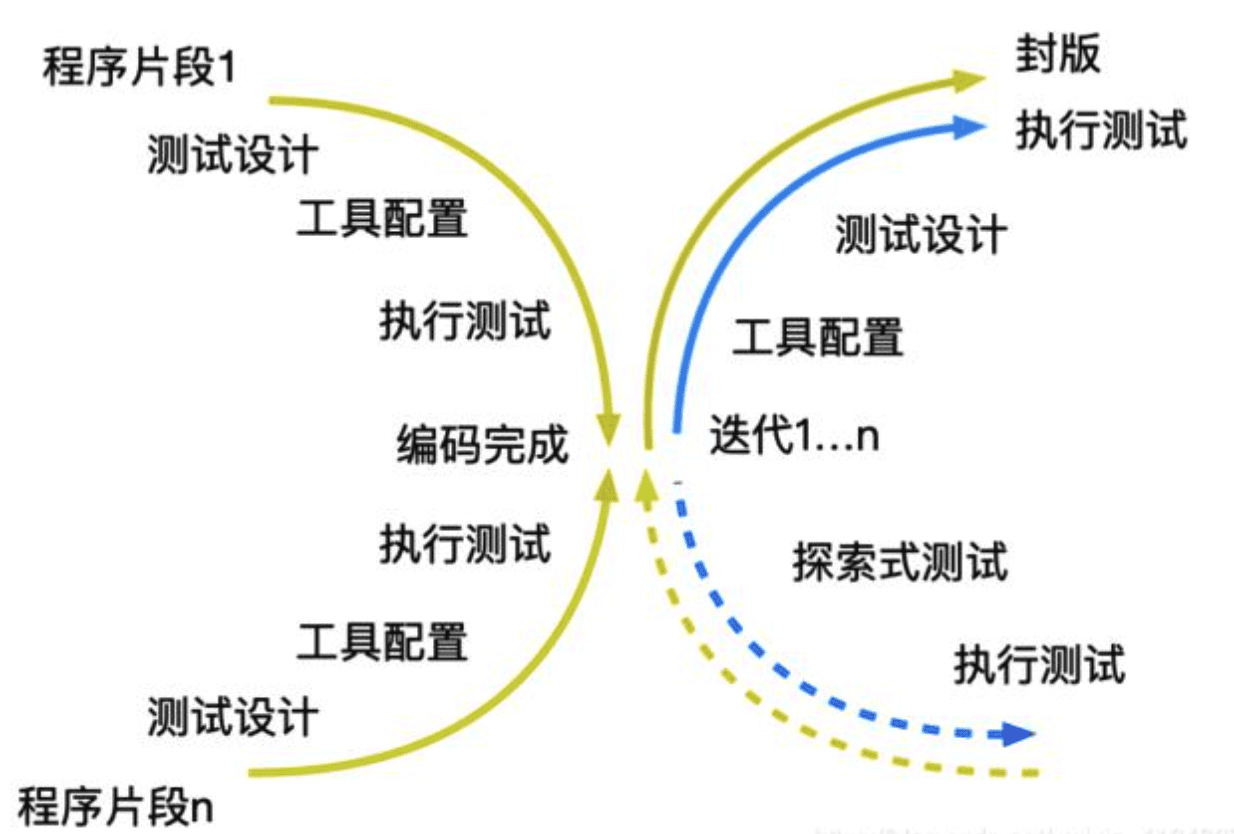 程序片段1
测试设计
工具配置
执行测试
编码完成
执行测试
工具配置
测试设计
程序片段n
封版
执行测试
测试设计
工具配置
迭代1...n
探索式测试
执行测试